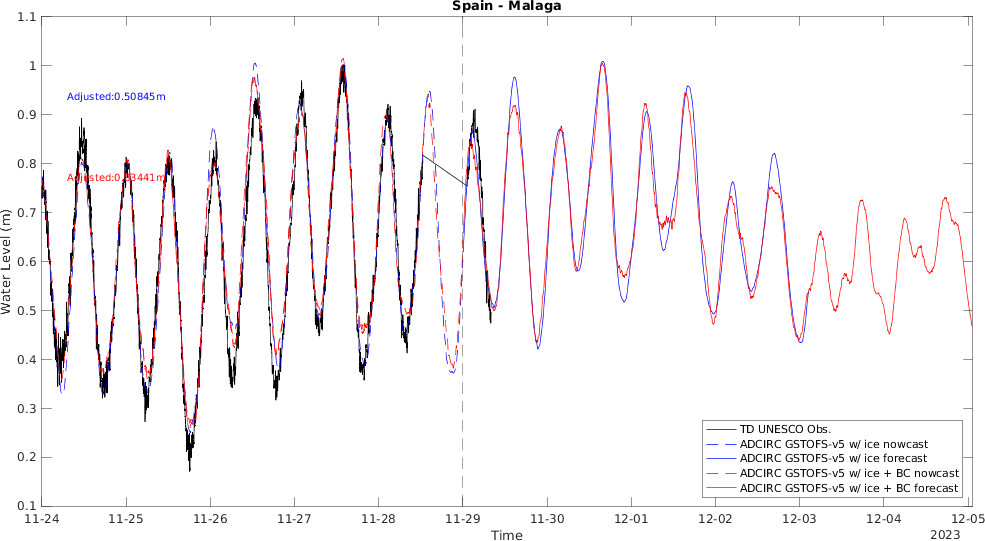 Spain - Malaga
1.1
1
0.9
0.8
0.7
0.6
0.5
0.4
0.3
0.2
0.1
Water Level (m)
Adjusted:0.50845m
Adjusted:0.53441m
TD UNESCO Obs.
ADCIRC GSTOFS-v5 w/ ice nowcast
ADCIRC GSTOFS-v5 w/ ice forecast
ADCIRC GSTOFS-v5 w/ ice + BC nowcast
ADCIRC GSTOFS-v5 w/ ice + BC forecast
11-24 11-25 11-26 11-27 11-28 11-29 11-30 12-01 12-02 12-03 12-04 12-05
Time
2023